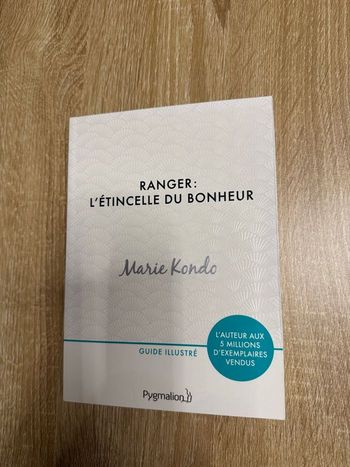 RANGER :
L'ÉTINCELLE DU BONHEUR
Marie Kondo
GUIDE ILLUSTRÉ
L'AUTEUR AUX
5 MILLIONS
D'EXEMPLAIRES
VENDUS
Pygmalion